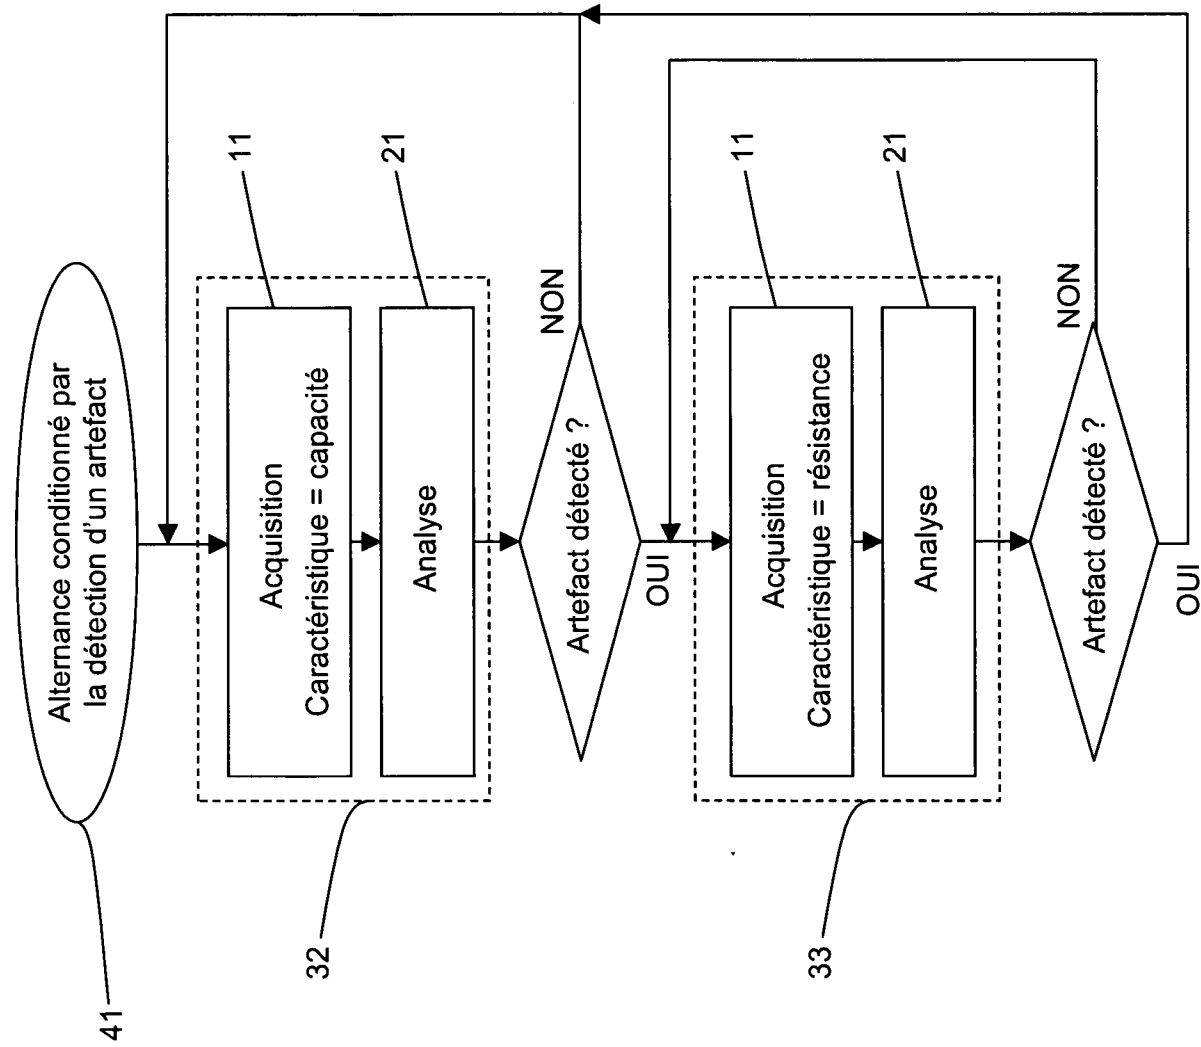 Alternance conditionné par
la détection d'un artefact
41
11
Acquisition
Caractéristique = capacité
21
Analyse
32
Artefact détecté ?
NON
OUI
11
Acquisition
Caractéristique = résistance
21
Analyse
33
Artefact détecté ?
NON
OUI